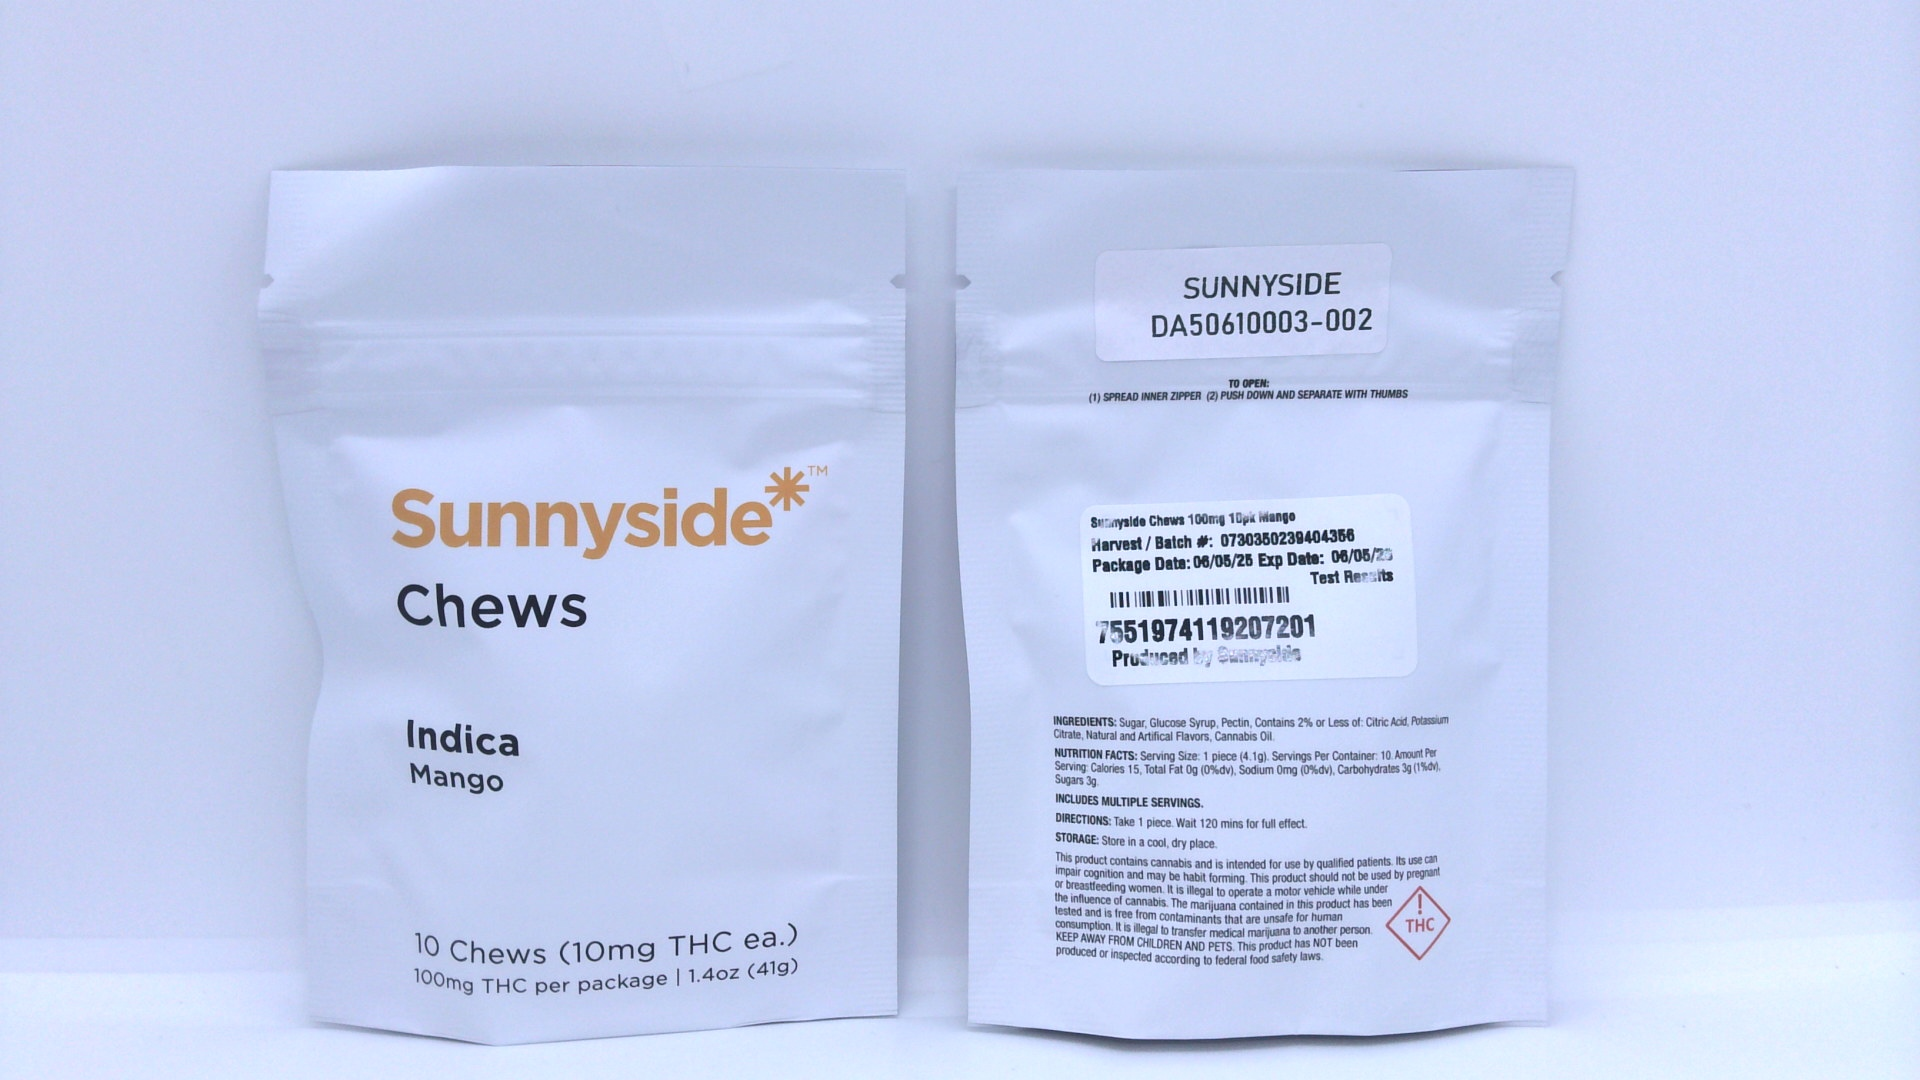 Sunnyside*™
Chews
Indica
Mango
10 Chews (10mg THC ea.)
100mg THC per package | 1.4oz (41g)
SUNNYSIDE
DA50610003-002
TO OPEN:
(1) SPREAD INNER ZIPPER (2) PUSH DOWN AND SEPARATE WITH THUMBS
Sunnyside Chews 100mg 10pk Mango
Harvest / Batch #: 0730350239404356
Package Date: 06/05/25 Exp Date:
Test Results
7551974119207201
Produced by Sunnyside
INGREDIENTS: Sugar, Glucose Syrup, Pectin, Contains 2% or Less of: Citric Acid, Potassium
Citrate, Natural and Artifical Flavors, Cannabis Oil.
NUTRITION FACTS: Serving Size: 1 piece (4.1g). Servings Per Container: 10. Amount Per
Serving: Calories 15, Total Fat 0g (0%dv), Sodium 0mg (0%dv), Carbohydrates 3g (1%dv),
Sugars 3g.
INCLUDES MULTIPLE SERVINGS.
DIRECTIONS: Take 1 piece. Wait 120 mins for full effect.
STORAGE: Store in a cool, dry place.
This product contains cannabis and is intended for use by qualified patients. Its use can
impair cognition and may be habit forming. This product should not be used by pregnant
or breastfeeding women. It is illegal to operate a motor vehicle while under
the influence of cannabis. The marijuana contained in this product has been
tested and is free from contaminants that are unsafe for human
consumption. It is illegal to transfer medical marijuana to another person.
KEEP AWAY FROM CHILDREN AND PETS. This product has NOT been
produced or inspected according to federal food safety laws.
!
THC